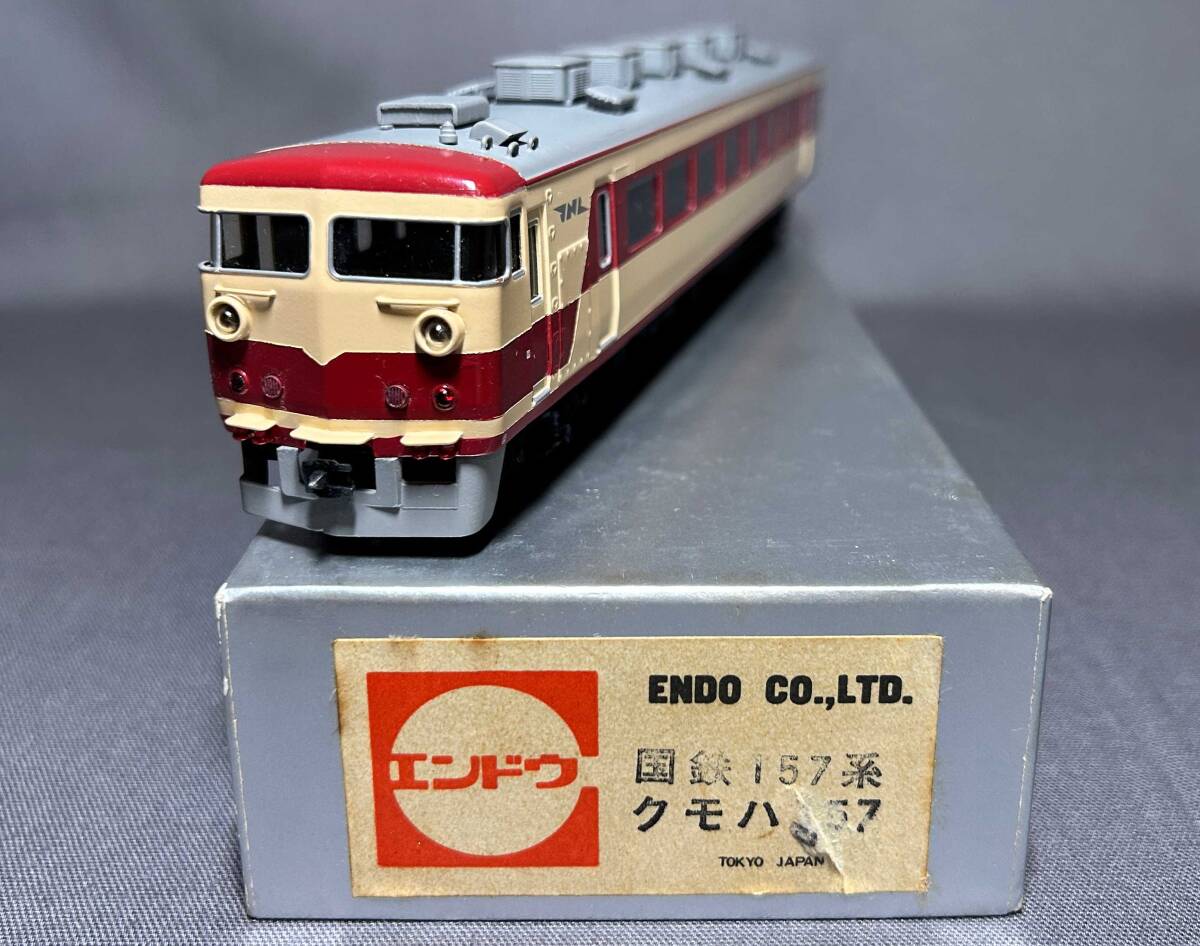 JNL
エンドウ
ENDO CO.,LTD.
国鉄157系
クモハ 57
TOKYO JAPAN